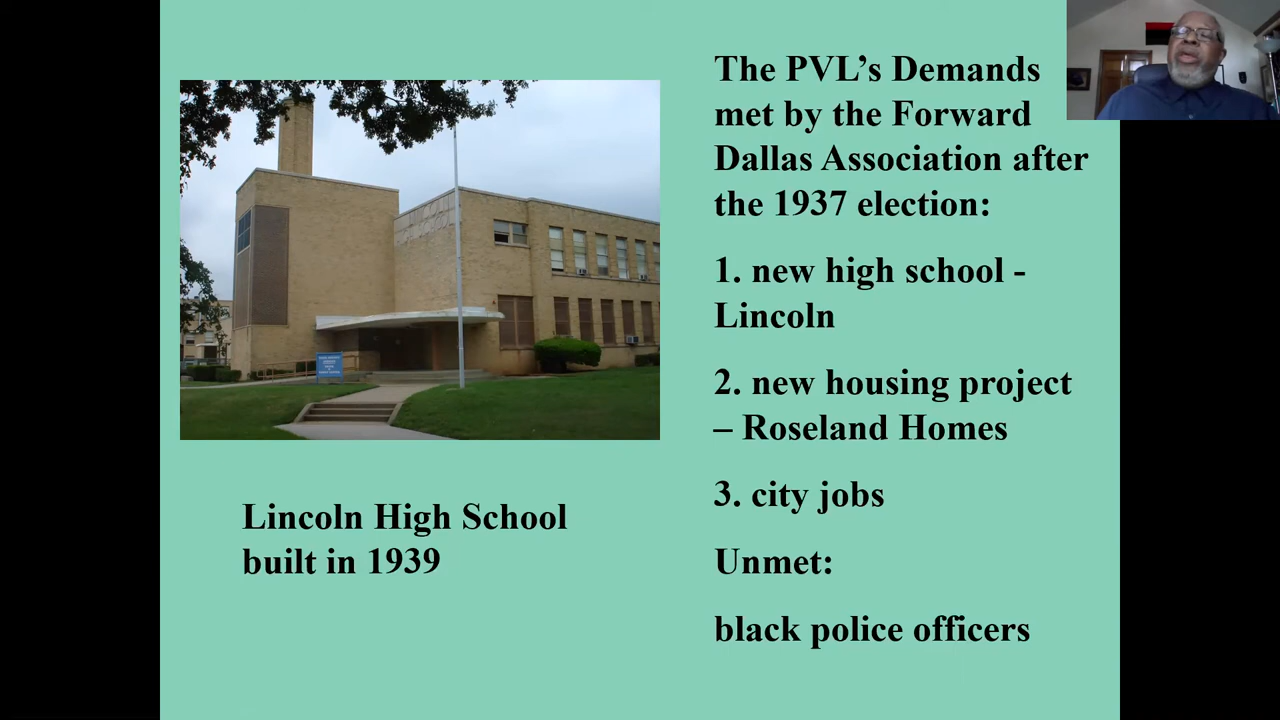 The PVL’s Demands
met by the Forward
Dallas Association after
the 1937 election:
1. new high school -
Lincoln
2. new housing project
– Roseland Homes
3. city jobs
Unmet:
black police officers
Lincoln High School
built in 1939